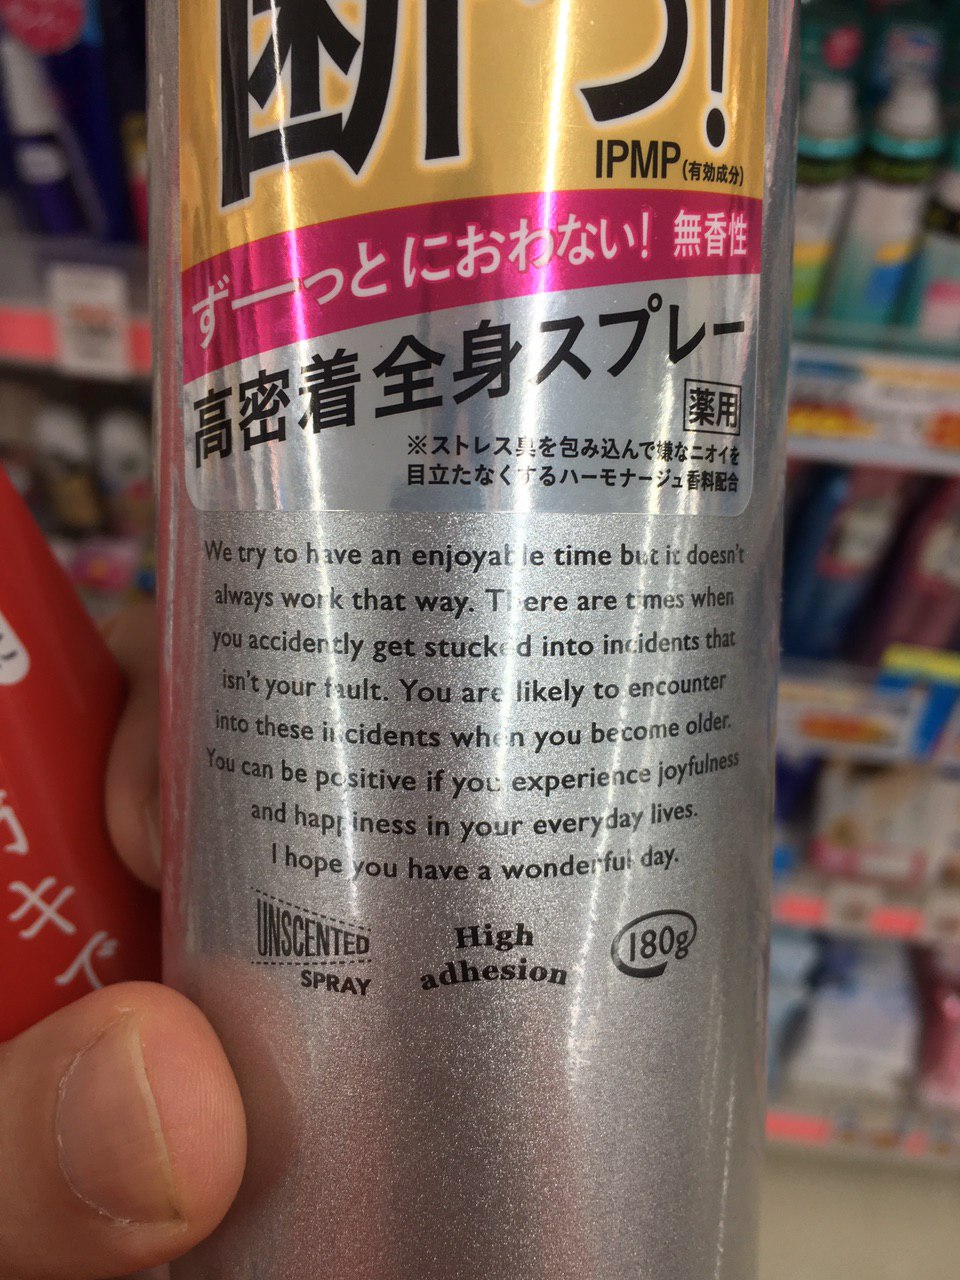 断つ!
IPMP(有効成分)
ずーっとにおわない! 無香性
高密着全身スプレー
薬用
※ストレス臭を包み込んで嫌なニオイを
目立たなくするハーモナージュ香料配合
We try to have an enjoyable time but it doesn't
always work that way. There are times when
you accidently get stucked into incidents that
isn't your fault. You are likely to encounter
into these incidents when you become older.
You can be positive if you experience joyfulness
and happiness in your everyday lives.
I hope you have a wonderful day.
UNSCENTED
SPRAY
High
adhesion
180g